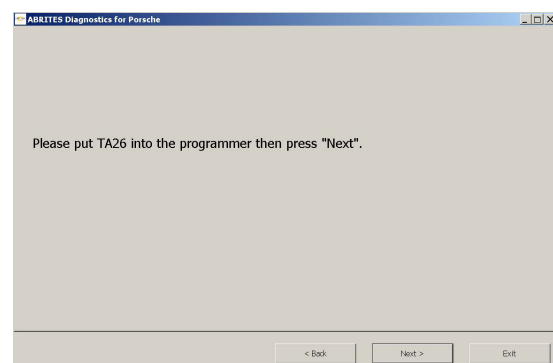 ABRITES Diagnostics for Porsche
Please put TA26 into the programmer then press "Next".
< Back Next > Exit